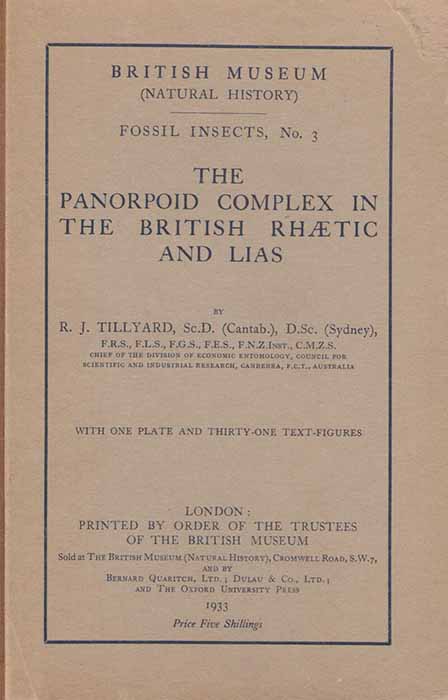 BRITISH MUSEUM
(NATURAL HISTORY)
FOSSIL INSECTS, No. 3
THE
PANORPOID COMPLEX IN
THE BRITISH RHÆTIC
AND LIAS
BY
R. J. TILLYARD, Sc.D. (Cantab.), D.Sc. (Sydney),
F.R.S., F.L.S., F.G.S., F.E.S., F.N.Z.Inst., C.M.Z.S.
CHIEF OF THE DIVISION OF ECONOMIC ENTOMOLOGY, COUNCIL FOR
SCIENTIFIC AND INDUSTRIAL RESEARCH, CANBERRA, F.C.T., AUSTRALIA
WITH ONE PLATE AND THIRTY-ONE TEXT-FIGURES
LONDON:
PRINTED BY ORDER OF THE TRUSTEES
OF THE BRITISH MUSEUM
Sold at The British Museum (Natural History), Cromwell Road, S.W.7,
AND BY
Bernard Quaritch, Ltd.; Dulau & Co., Ltd.;
and The Oxford University Press
1933
Price Five Shillings